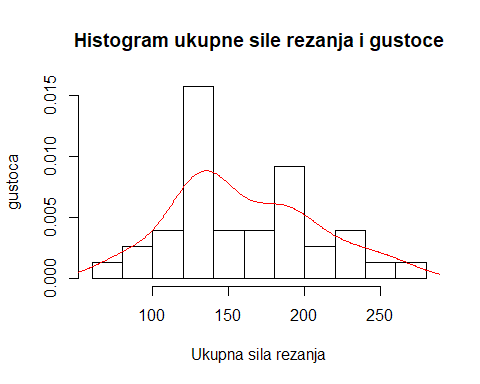 Histogram ukupne sile rezanja i gustoce
gustoca
0.015
0.010
0.005
0.000
100 150 200 250
Ukupna sila rezanja